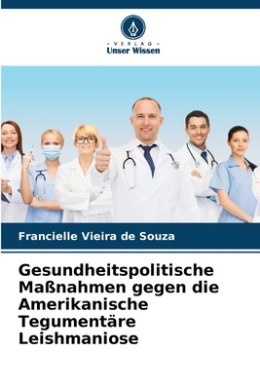 VERLAG
Unser Wissen
Francielle Vieira de Souza
Gesundheitspolitische
Maßnahmen gegen die
Amerikanische
Tegumentäre
Leishmaniose